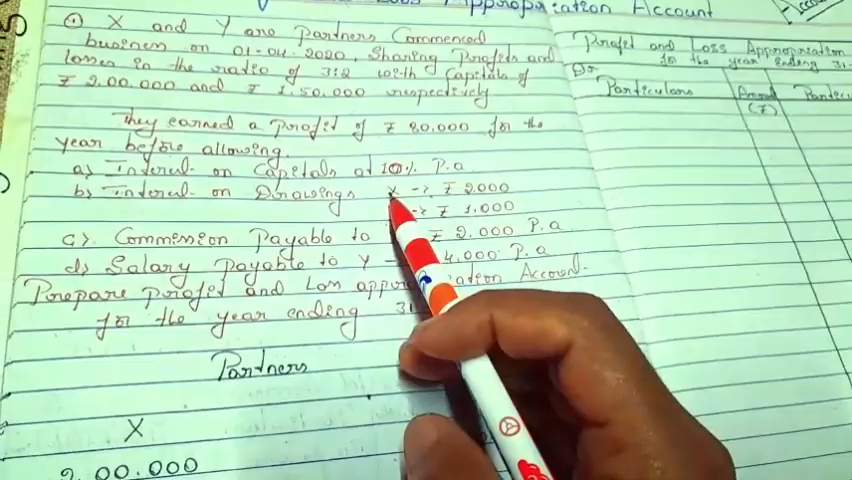 Loss Appropriation Account
① X and Y are Partners Commenced
business on 01-04-2020, Sharing Profits and
losses in the ratio of 3:2 with Capitals of
₹ 2.00.000 and ₹ 1.50.000 respectively
They earned a profit of ₹ 80.000 for the
year before allowing.
a) Interest on Capitals at 10% P.a
b) Interest on Drawings X -> ₹ 2.000
-> ₹ 1.000
c) Commission Payable to ₹ 2.000 P.a
d) Salary payable to Y - 4.000 P.a
Prepare profit and Loss appropriation Account
for the year ending 31
Partners
X
2.00.000
Profit and Loss Appropriation
for the year ending 31-
Dr
Particulars
Amount
(₹)
Particu